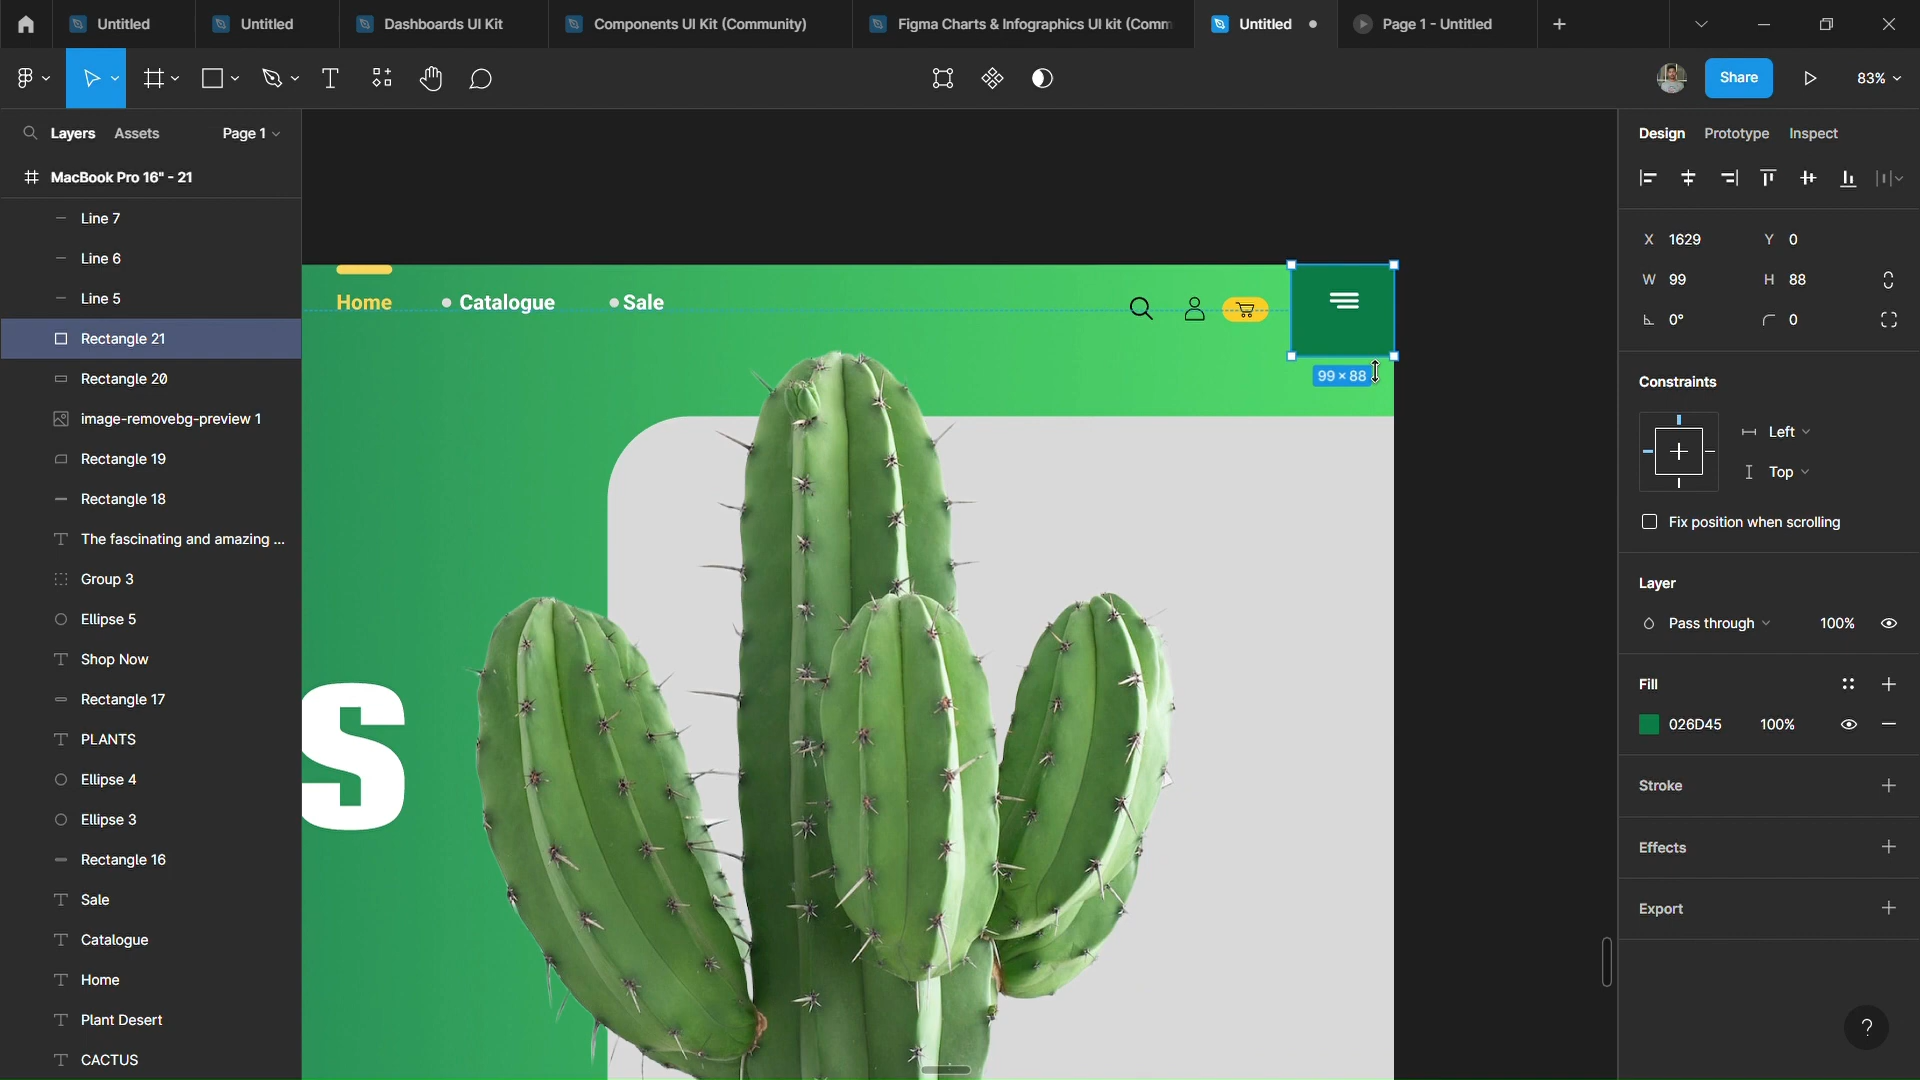 Untitled
Untitled
Dashboards UI Kit
Components UI Kit (Community)
Figma Charts & Infographics UI kit (Comm
Untitled
Page 1 - Untitled
Share
83%
Layers
Assets
Page 1
MacBook Pro 16" - 21
Line 7
Line 6
Line 5
Rectangle 21
Rectangle 20
image-removebg-preview 1
Rectangle 19
Rectangle 18
The fascinating and amazing ...
Group 3
Ellipse 5
Shop Now
Rectangle 17
PLANTS
Ellipse 4
Ellipse 3
Rectangle 16
Sale
Catalogue
Home
Plant Desert
CACTUS
Home
Catalogue
Sale
99 × 88
S
Design
Prototype
Inspect
X 1629
Y 0
W 99
H 88
0°
0
Constraints
Left
Top
Fix position when scrolling
Layer
Pass through
100%
Fill
026D45
100%
Stroke
Effects
Export
?